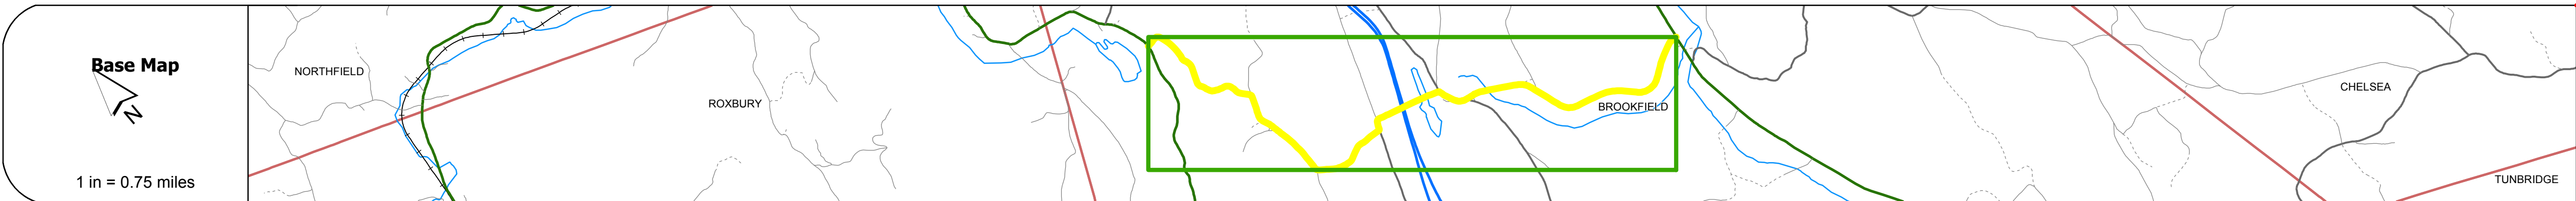 Base Map
N
1 in = 0.75 miles
NORTHFIELD
ROXBURY
BROOKFIELD
CHELSEA
TUNBRIDGE